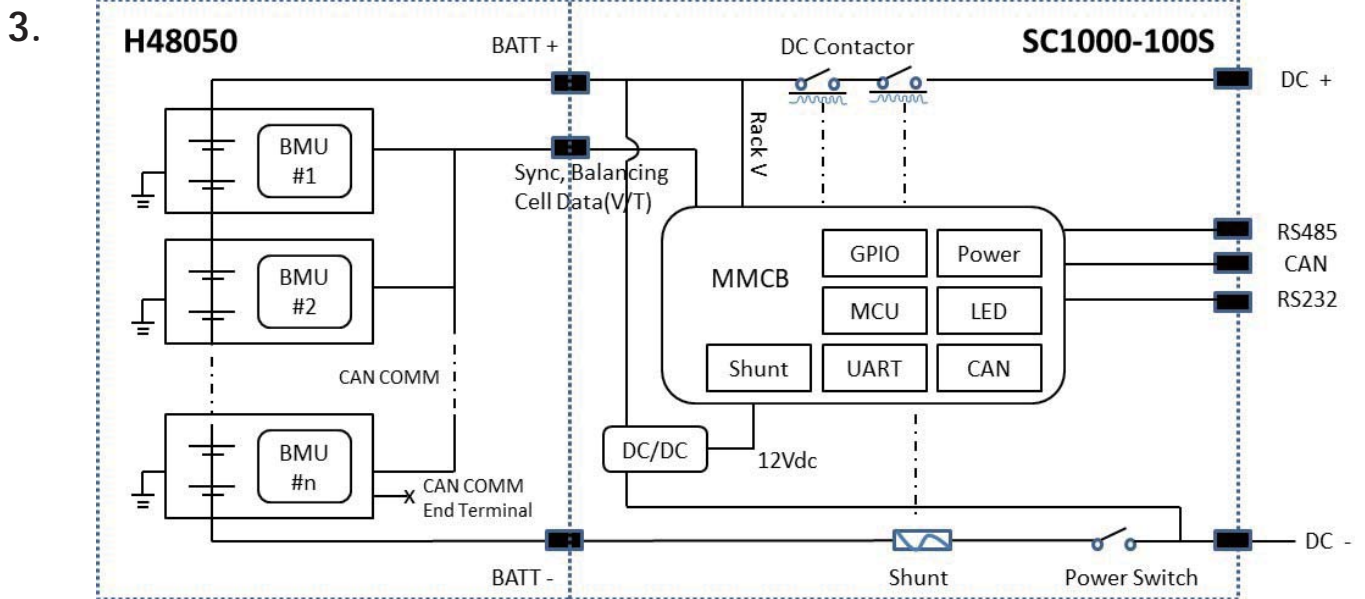 3.
H48050
BATT +
DC Contactor
SC1000-100S
DC +
BMU
#1
Rack V
Sync, Balancing
Cell Data(V/T)
BMU
#2
MMCB
GPIO
Power
MCU
LED
Shunt
UART
CAN
RS485
CAN
RS232
CAN COMM
BMU
#n
CAN COMM
End Terminal
DC/DC
12Vdc
BATT -
Shunt
Power Switch
DC -